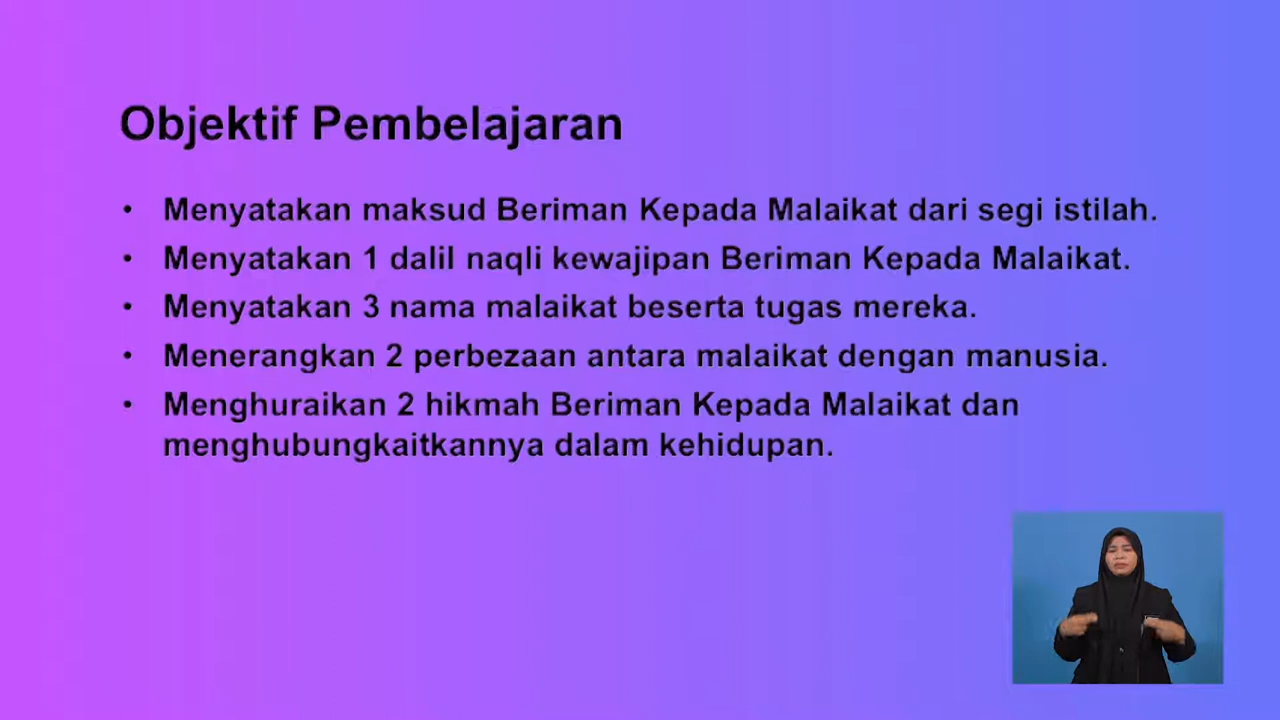 Objektif Pembelajaran
• Menyatakan maksud Beriman Kepada Malaikat dari segi istilah.
• Menyatakan 1 dalil naqli kewajipan Beriman Kepada Malaikat.
• Menyatakan 3 nama malaikat beserta tugas mereka.
• Menerangkan 2 perbezaan antara malaikat dengan manusia.
• Menghuraikan 2 hikmah Beriman Kepada Malaikat dan
menghubungkaitkannya dalam kehidupan.